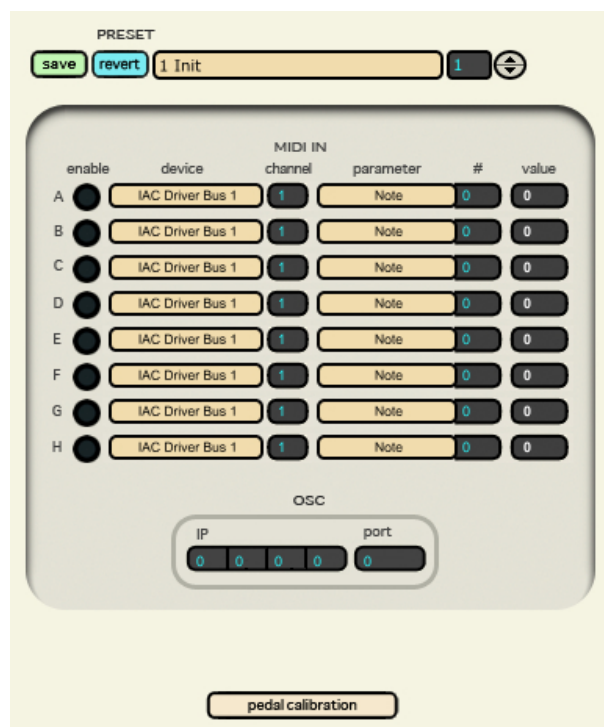 PRESET
save revert 1 Init 1
MIDI IN
enable device channel parameter # value
A IAC Driver Bus 1 1 Note 0 0
B IAC Driver Bus 1 1 Note 0 0
C IAC Driver Bus 1 1 Note 0 0
D IAC Driver Bus 1 1 Note 0 0
E IAC Driver Bus 1 1 Note 0 0
F IAC Driver Bus 1 1 Note 0 0
G IAC Driver Bus 1 1 Note 0 0
H IAC Driver Bus 1 1 Note 0 0
OSC
IP port
0 0 0 0 0
pedal calibration